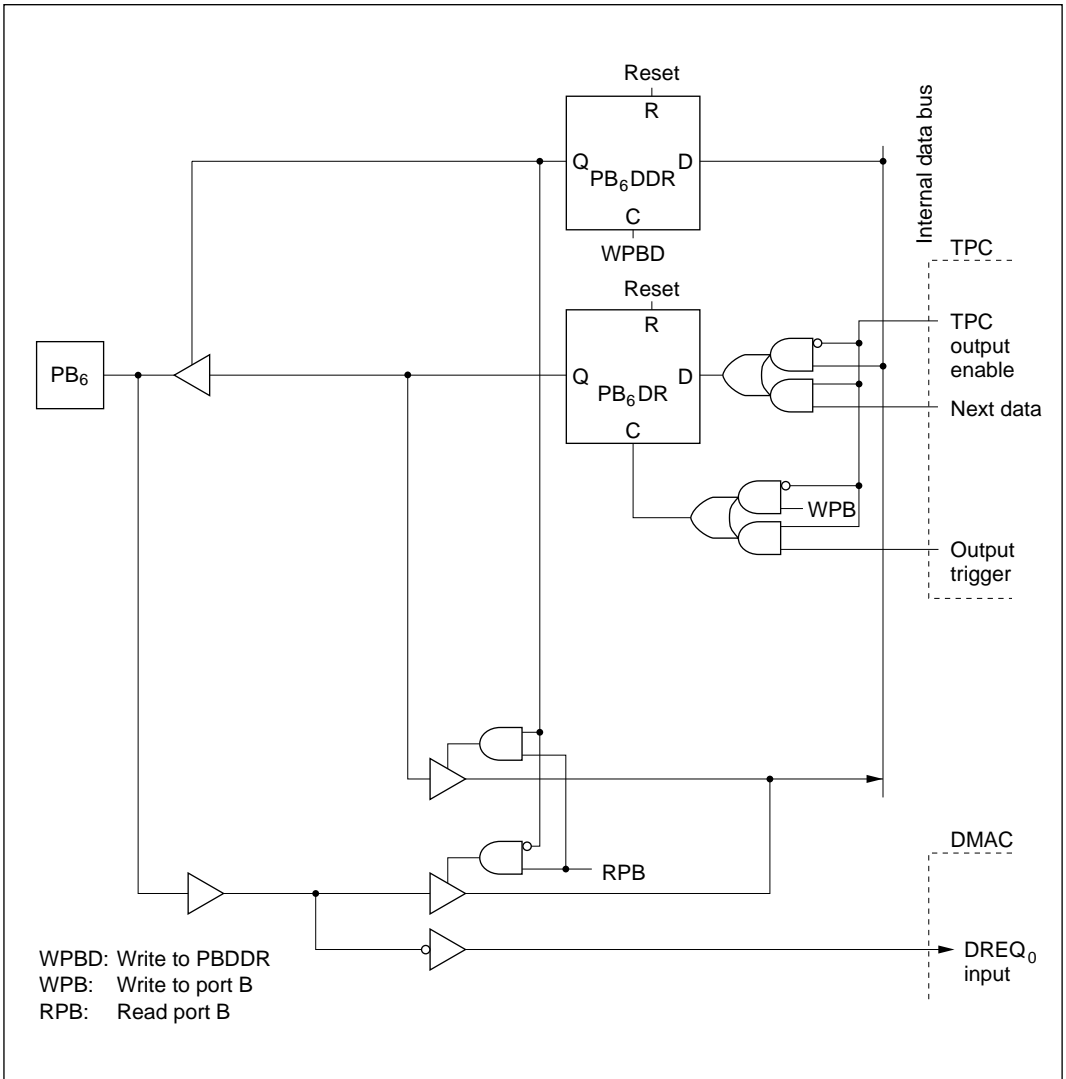 Reset
R
Q
D
PB₆DDR
C
WPBD
Internal data bus
TPC
Reset
R
TPC
output
enable
PB₆
Q
D
PB₆DR
Next data
C
WPB
Output
trigger
DMAC
RPB
DREQ₀
input
WPBD: Write to PBDDR
WPB: Write to port B
RPB: Read port B